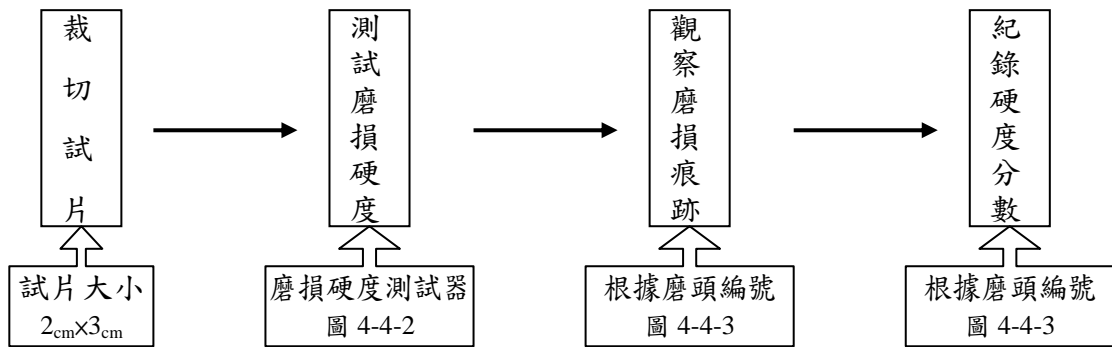 裁切試片
測試磨損硬度
觀察磨損痕跡
紀錄硬度分數
試片大小
2cm×3cm
磨損硬度測試器
圖 4-4-2
根據磨頭編號
圖 4-4-3
根據磨頭編號
圖 4-4-3